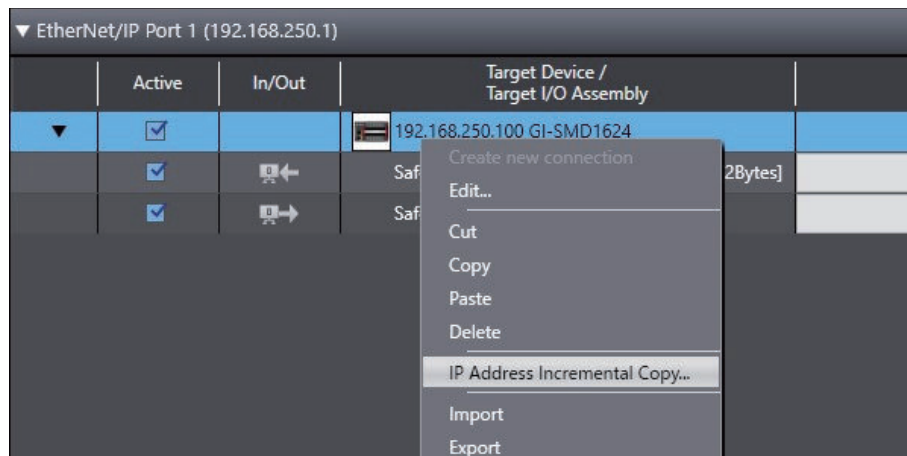 ▼ EtherNet/IP Port 1 (192.168.250.1)
Active In/Out Target Device /
Target I/O Assembly
▼ 192.168.250.100 GI-SMD1624
Create new connection
Saf 2Bytes]
Edit...
Saf
Cut
Copy
Paste
Delete
IP Address Incremental Copy...
Import
Export